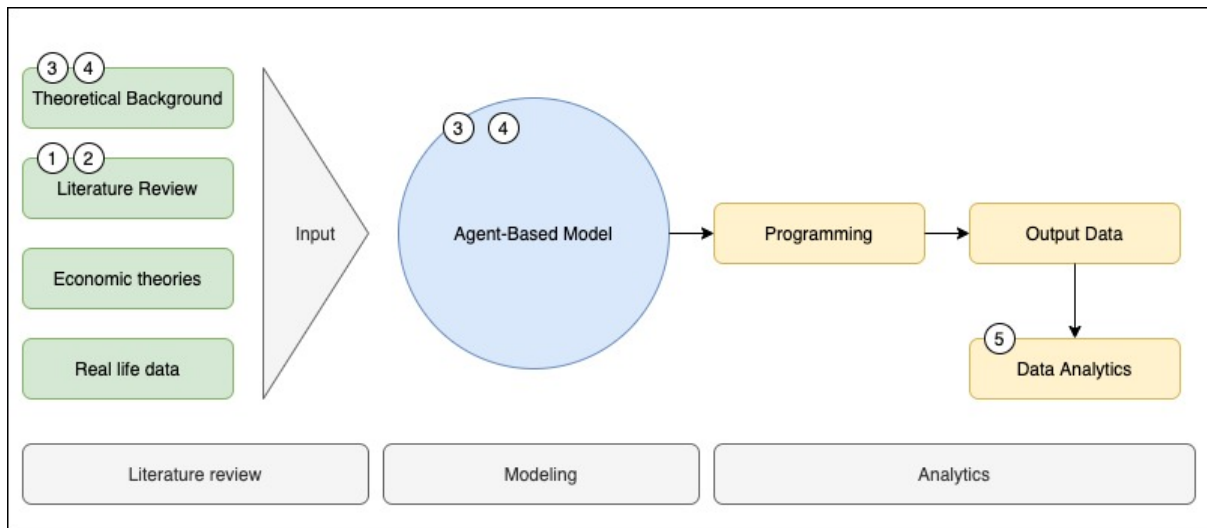 3 4
Theoretical Background
1 2
Literature Review
Economic theories
Real life data
Input
3 4
Agent-Based Model
Programming
Output Data
5
Data Analytics
Literature review
Modeling
Analytics